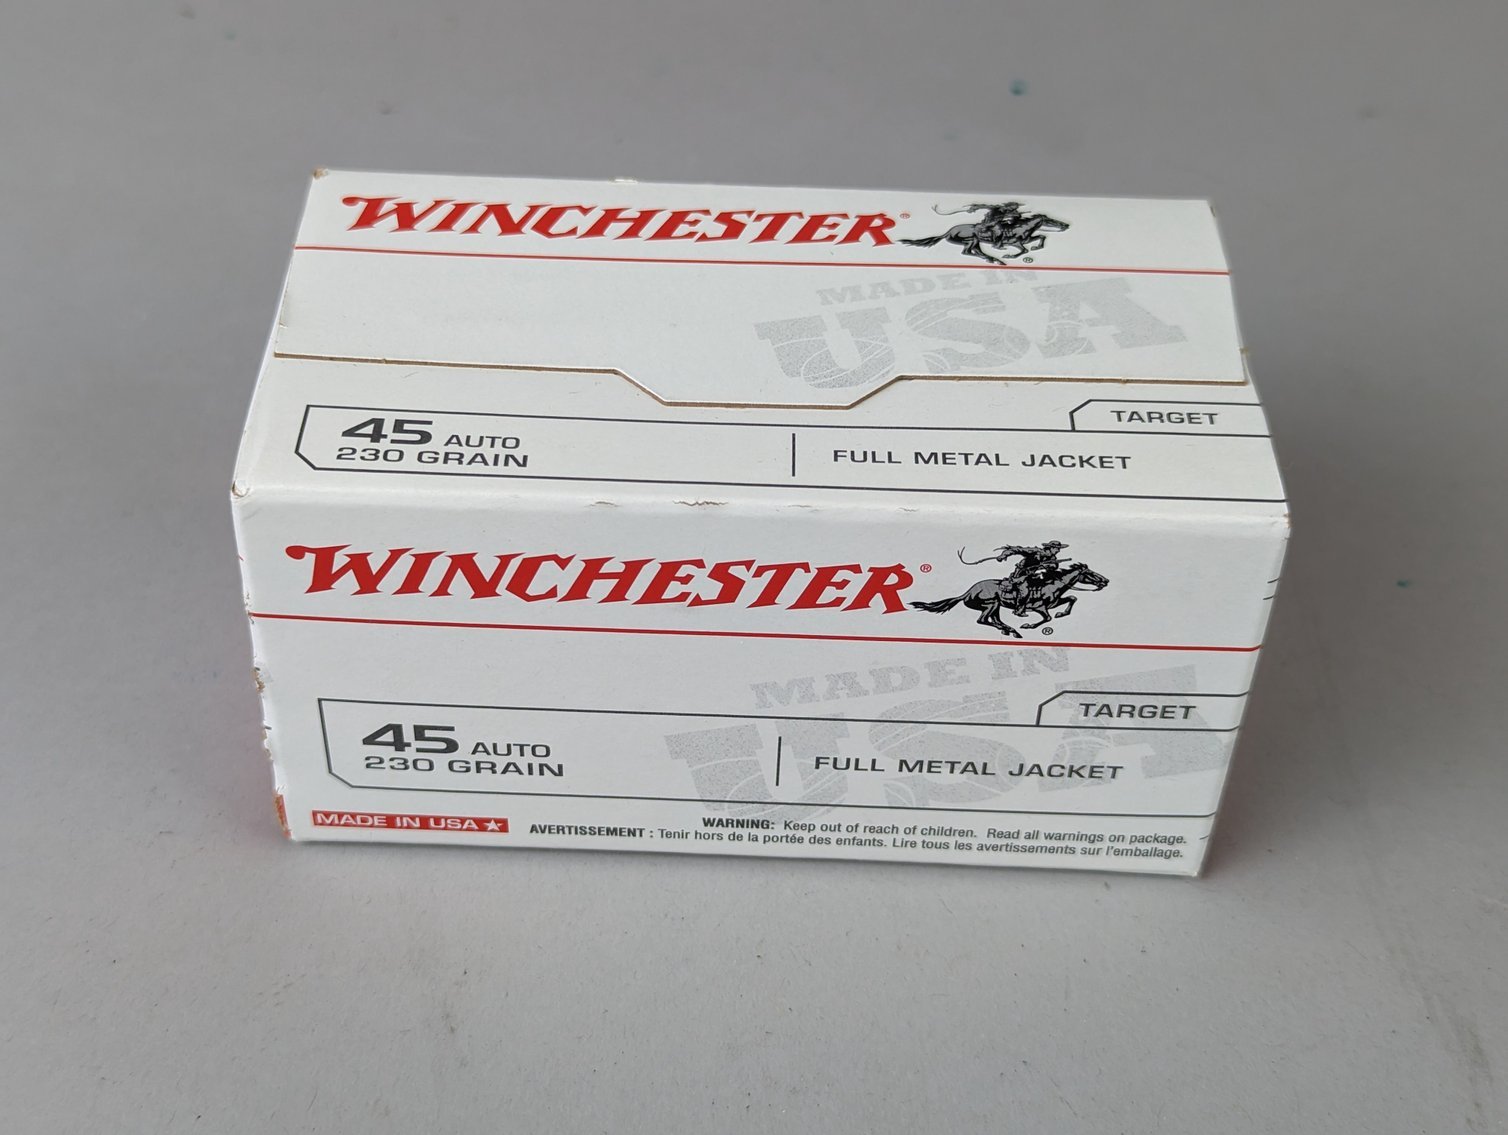 WINCHESTER®
®
MADE IN
USA
TARGET
45 AUTO
230 GRAIN
FULL METAL JACKET
WINCHESTER®
®
MADE IN
USA
TARGET
45 AUTO
230 GRAIN
FULL METAL JACKET
MADE IN USA
WARNING: Keep out of reach of children. Read all warnings on package.
AVERTISSEMENT : Tenir hors de la portée des enfants. Lire tous les avertissements sur l'emballage.